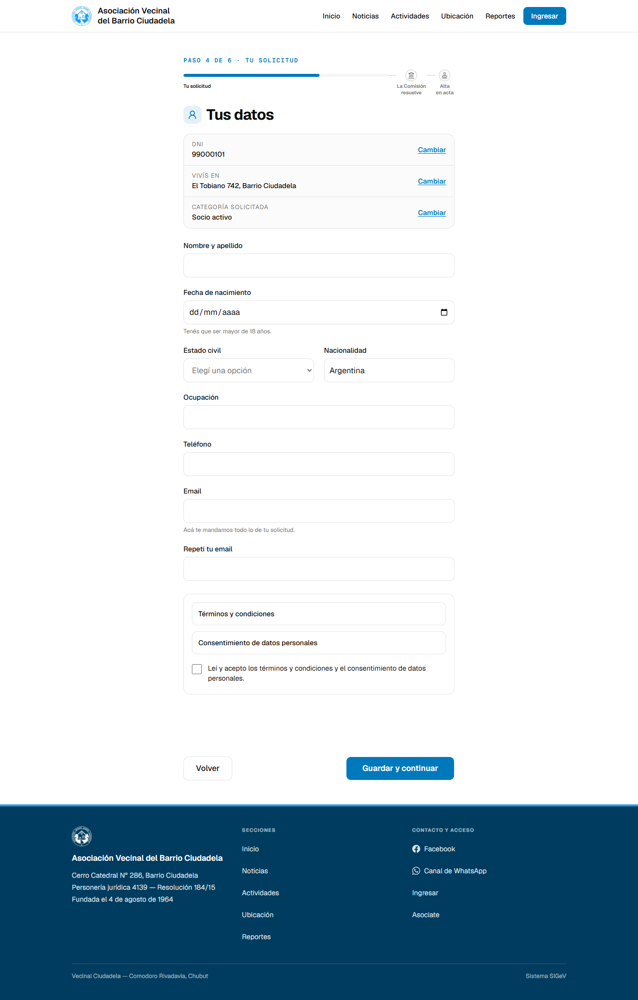 Asociación Vecinal
del Barrio Ciudadela
Inicio
Noticias
Actividades
Ubicación
Reportes
Ingresar
PASO 4 DE 6 · TU SOLICITUD
Tu solicitud
La Comisión
resuelve
Alta
en acta
Tus datos
DNI
99000101
Cambiar
VIVÍS EN
El Tobiano 742, Barrio Ciudadela
Cambiar
CATEGORÍA SOLICITADA
Socio activo
Cambiar
Nombre y apellido
Fecha de nacimiento
dd/mm/aaaa
Tenés que ser mayor de 18 años.
Estado civil
Nacionalidad
Elegí una opción
Argentina
Ocupación
Teléfono
Email
Acá te mandamos todo lo de tu solicitud.
Repetí tu email
Términos y condiciones
Consentimiento de datos personales
Leí y acepto los términos y condiciones y el consentimiento de datos
personales.
Volver
Guardar y continuar
Asociación Vecinal del Barrio Ciudadela
Cerro Catedral N° 286, Barrio Ciudadela
Personería jurídica 4139 — Resolución 184/15
Fundada el 4 de agosto de 1964
SECCIONES
Inicio
Noticias
Actividades
Ubicación
Reportes
CONTACTO Y ACCESO
Facebook
Canal de WhatsApp
Ingresar
Asociate
Vecinal Ciudadela — Comodoro Rivadavia, Chubut
Sistema SIGeV